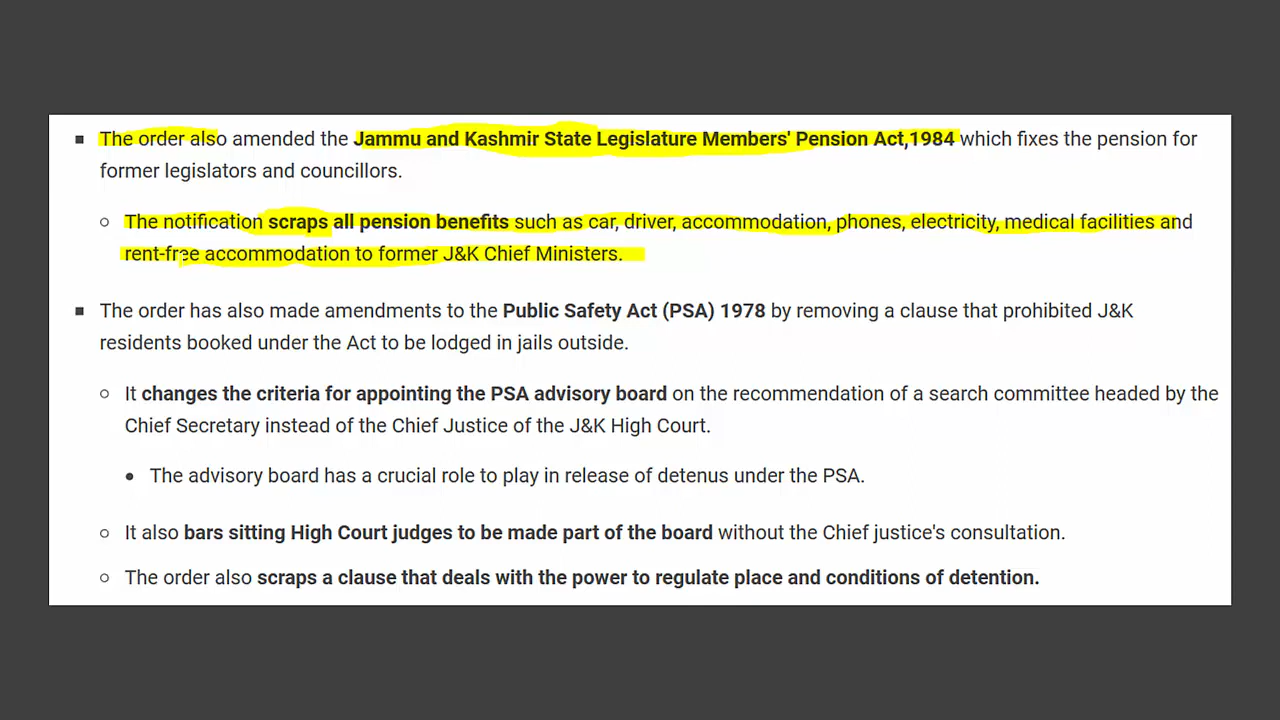 The order also amended the Jammu and Kashmir State Legislature Members' Pension Act,1984 which fixes the pension for
former legislators and councillors.
The notification scraps all pension benefits such as car, driver, accommodation, phones, electricity, medical facilities and
rent-free accommodation to former J&K Chief Ministers.
The order has also made amendments to the Public Safety Act (PSA) 1978 by removing a clause that prohibited J&K
residents booked under the Act to be lodged in jails outside.
It changes the criteria for appointing the PSA advisory board on the recommendation of a search committee headed by the
Chief Secretary instead of the Chief Justice of the J&K High Court.
The advisory board has a crucial role to play in release of detenus under the PSA.
It also bars sitting High Court judges to be made part of the board without the Chief justice's consultation.
The order also scraps a clause that deals with the power to regulate place and conditions of detention.